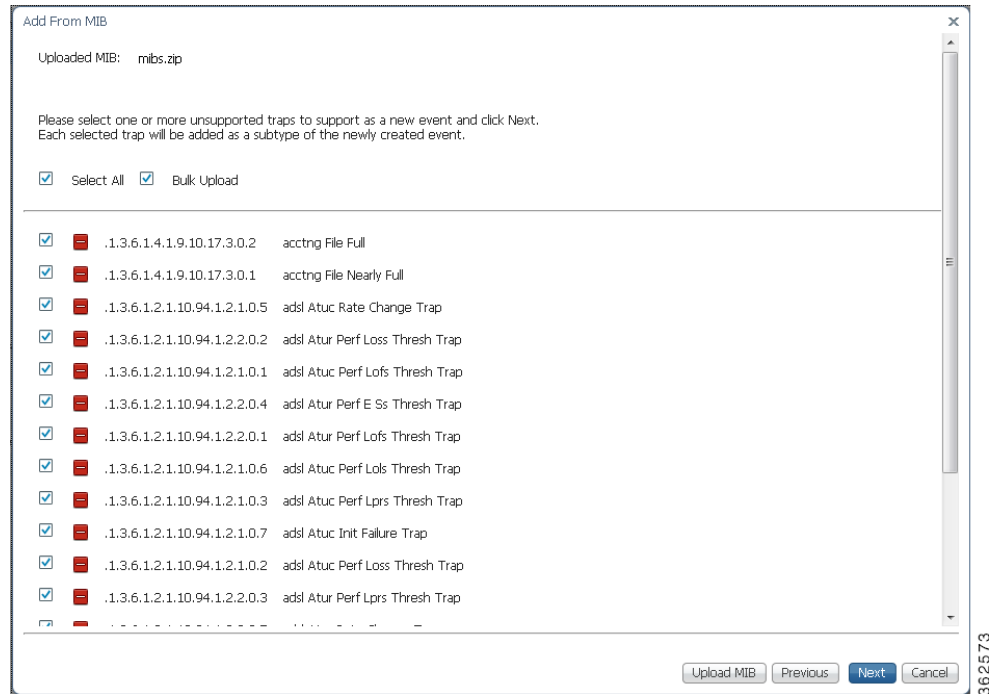 Add From MIB
Uploaded MIB: mibs.zip
Please select one or more unsupported traps to support as a new event and click Next.
Each selected trap will be added as a subtype of the newly created event.
Select All Bulk Upload
.1.3.6.1.4.1.9.10.17.3.0.2 acctng File Full
.1.3.6.1.4.1.9.10.17.3.0.1 acctng File Nearly Full
.1.3.6.1.2.1.10.94.1.2.1.0.5 adsl Atuc Rate Change Trap
.1.3.6.1.2.1.10.94.1.2.2.0.2 adsl Atur Perf Loss Thresh Trap
.1.3.6.1.2.1.10.94.1.2.1.0.1 adsl Atuc Perf Lofs Thresh Trap
.1.3.6.1.2.1.10.94.1.2.2.0.4 adsl Atur Perf E Ss Thresh Trap
.1.3.6.1.2.1.10.94.1.2.2.0.1 adsl Atur Perf Lofs Thresh Trap
.1.3.6.1.2.1.10.94.1.2.1.0.6 adsl Atuc Perf Lols Thresh Trap
.1.3.6.1.2.1.10.94.1.2.1.0.3 adsl Atuc Perf Lprs Thresh Trap
.1.3.6.1.2.1.10.94.1.2.1.0.7 adsl Atuc Init Failure Trap
.1.3.6.1.2.1.10.94.1.2.1.0.2 adsl Atuc Perf Loss Thresh Trap
.1.3.6.1.2.1.10.94.1.2.2.0.3 adsl Atur Perf Lprs Thresh Trap
Upload MIB Previous Next Cancel
362573